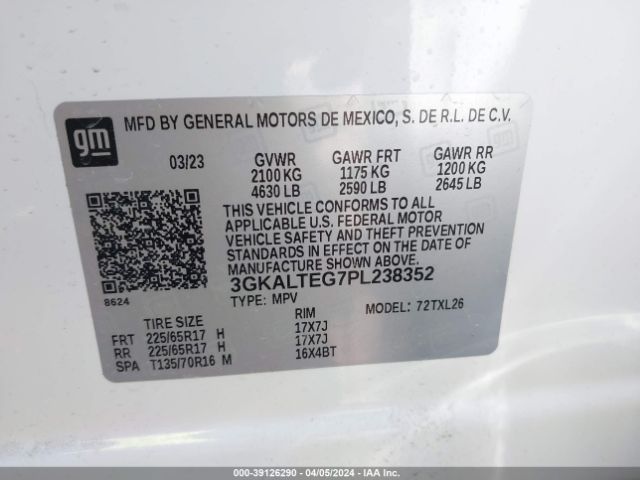 gm MFD BY GENERAL MOTORS DE MEXICO, S. DE R.L. DE C.V.
03/23 GVWR GAWR FRT GAWR RR
2100 KG 1175 KG 1200 KG
4630 LB 2590 LB 2645 LB
THIS VEHICLE CONFORMS TO ALL
APPLICABLE U.S. FEDERAL MOTOR
VEHICLE SAFETY AND THEFT PREVENTION
STANDARDS IN EFFECT ON THE DATE OF
MANUFACTURE SHOWN ABOVE.
8624 3GKALTEG7PL238352
TYPE: MPV MODEL: 72TXL26
TIRE SIZE RIM
FRT 225/65R17 H 17X7J
RR 225/65R17 H 17X7J
SPA T135/70R16 M 16X4BT
000-39126290 - 04/05/2024 - IAAI.COM